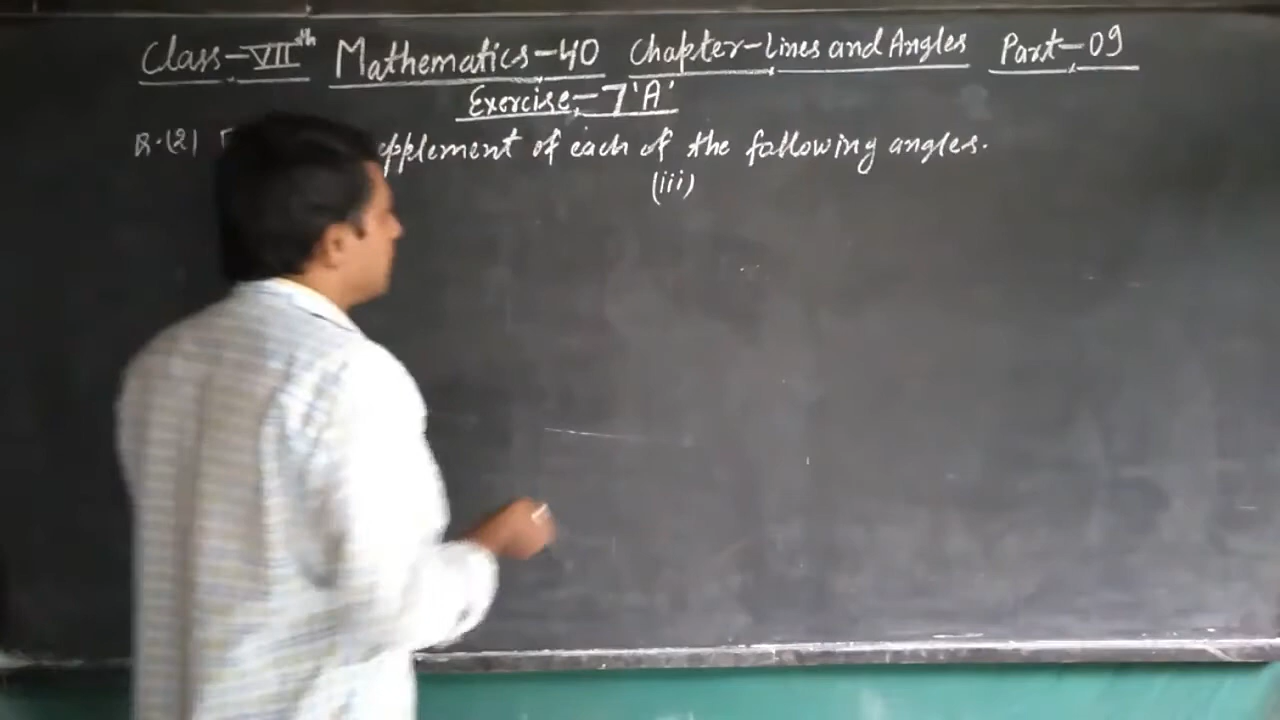 Class-VIIth Mathematics-40 Chapter-Lines and Angles Part-09
Exercise:-7'A'
Q.(2) of each of the following angles.
(iii)